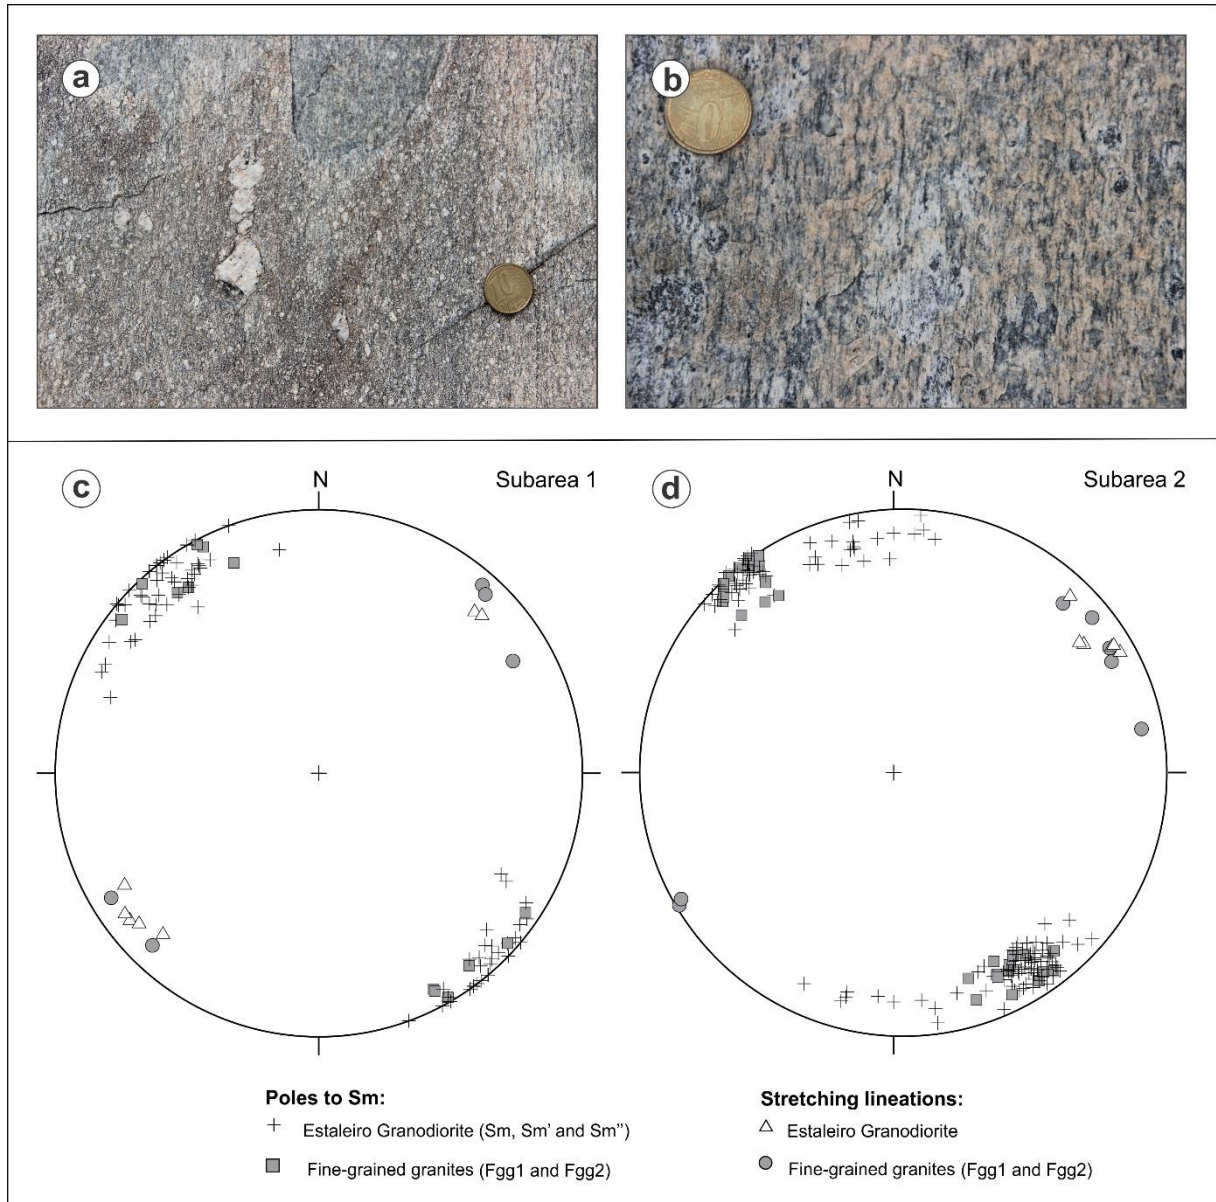 a
b
10
10
c
N
Subarea 1
d
N
Subarea 2
Poles to Sm:
Estaleiro Granodiorite (Sm, Sm' and Sm'')
Fine-grained granites (Fgg1 and Fgg2)
Stretching lineations:
Estaleiro Granodiorite
Fine-grained granites (Fgg1 and Fgg2)